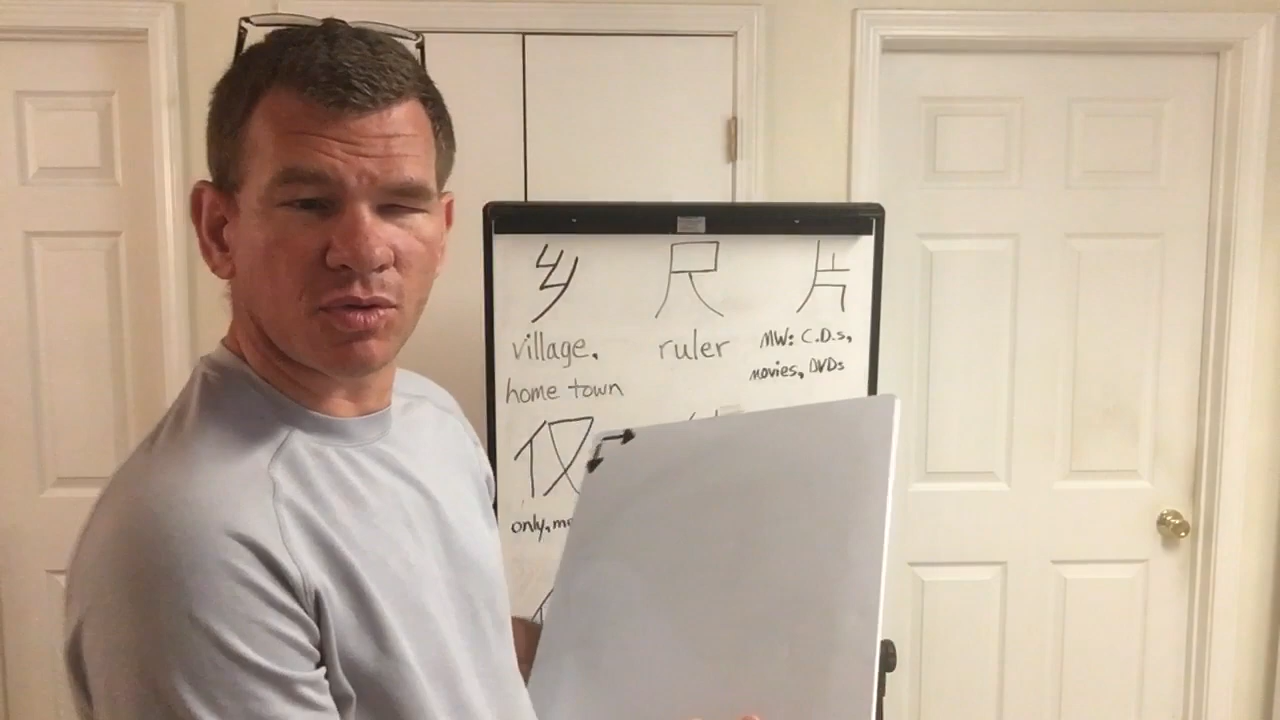 乡 尺 片
village, ruler MW: C.D.s,
home town movies, DVDs
仅
only,